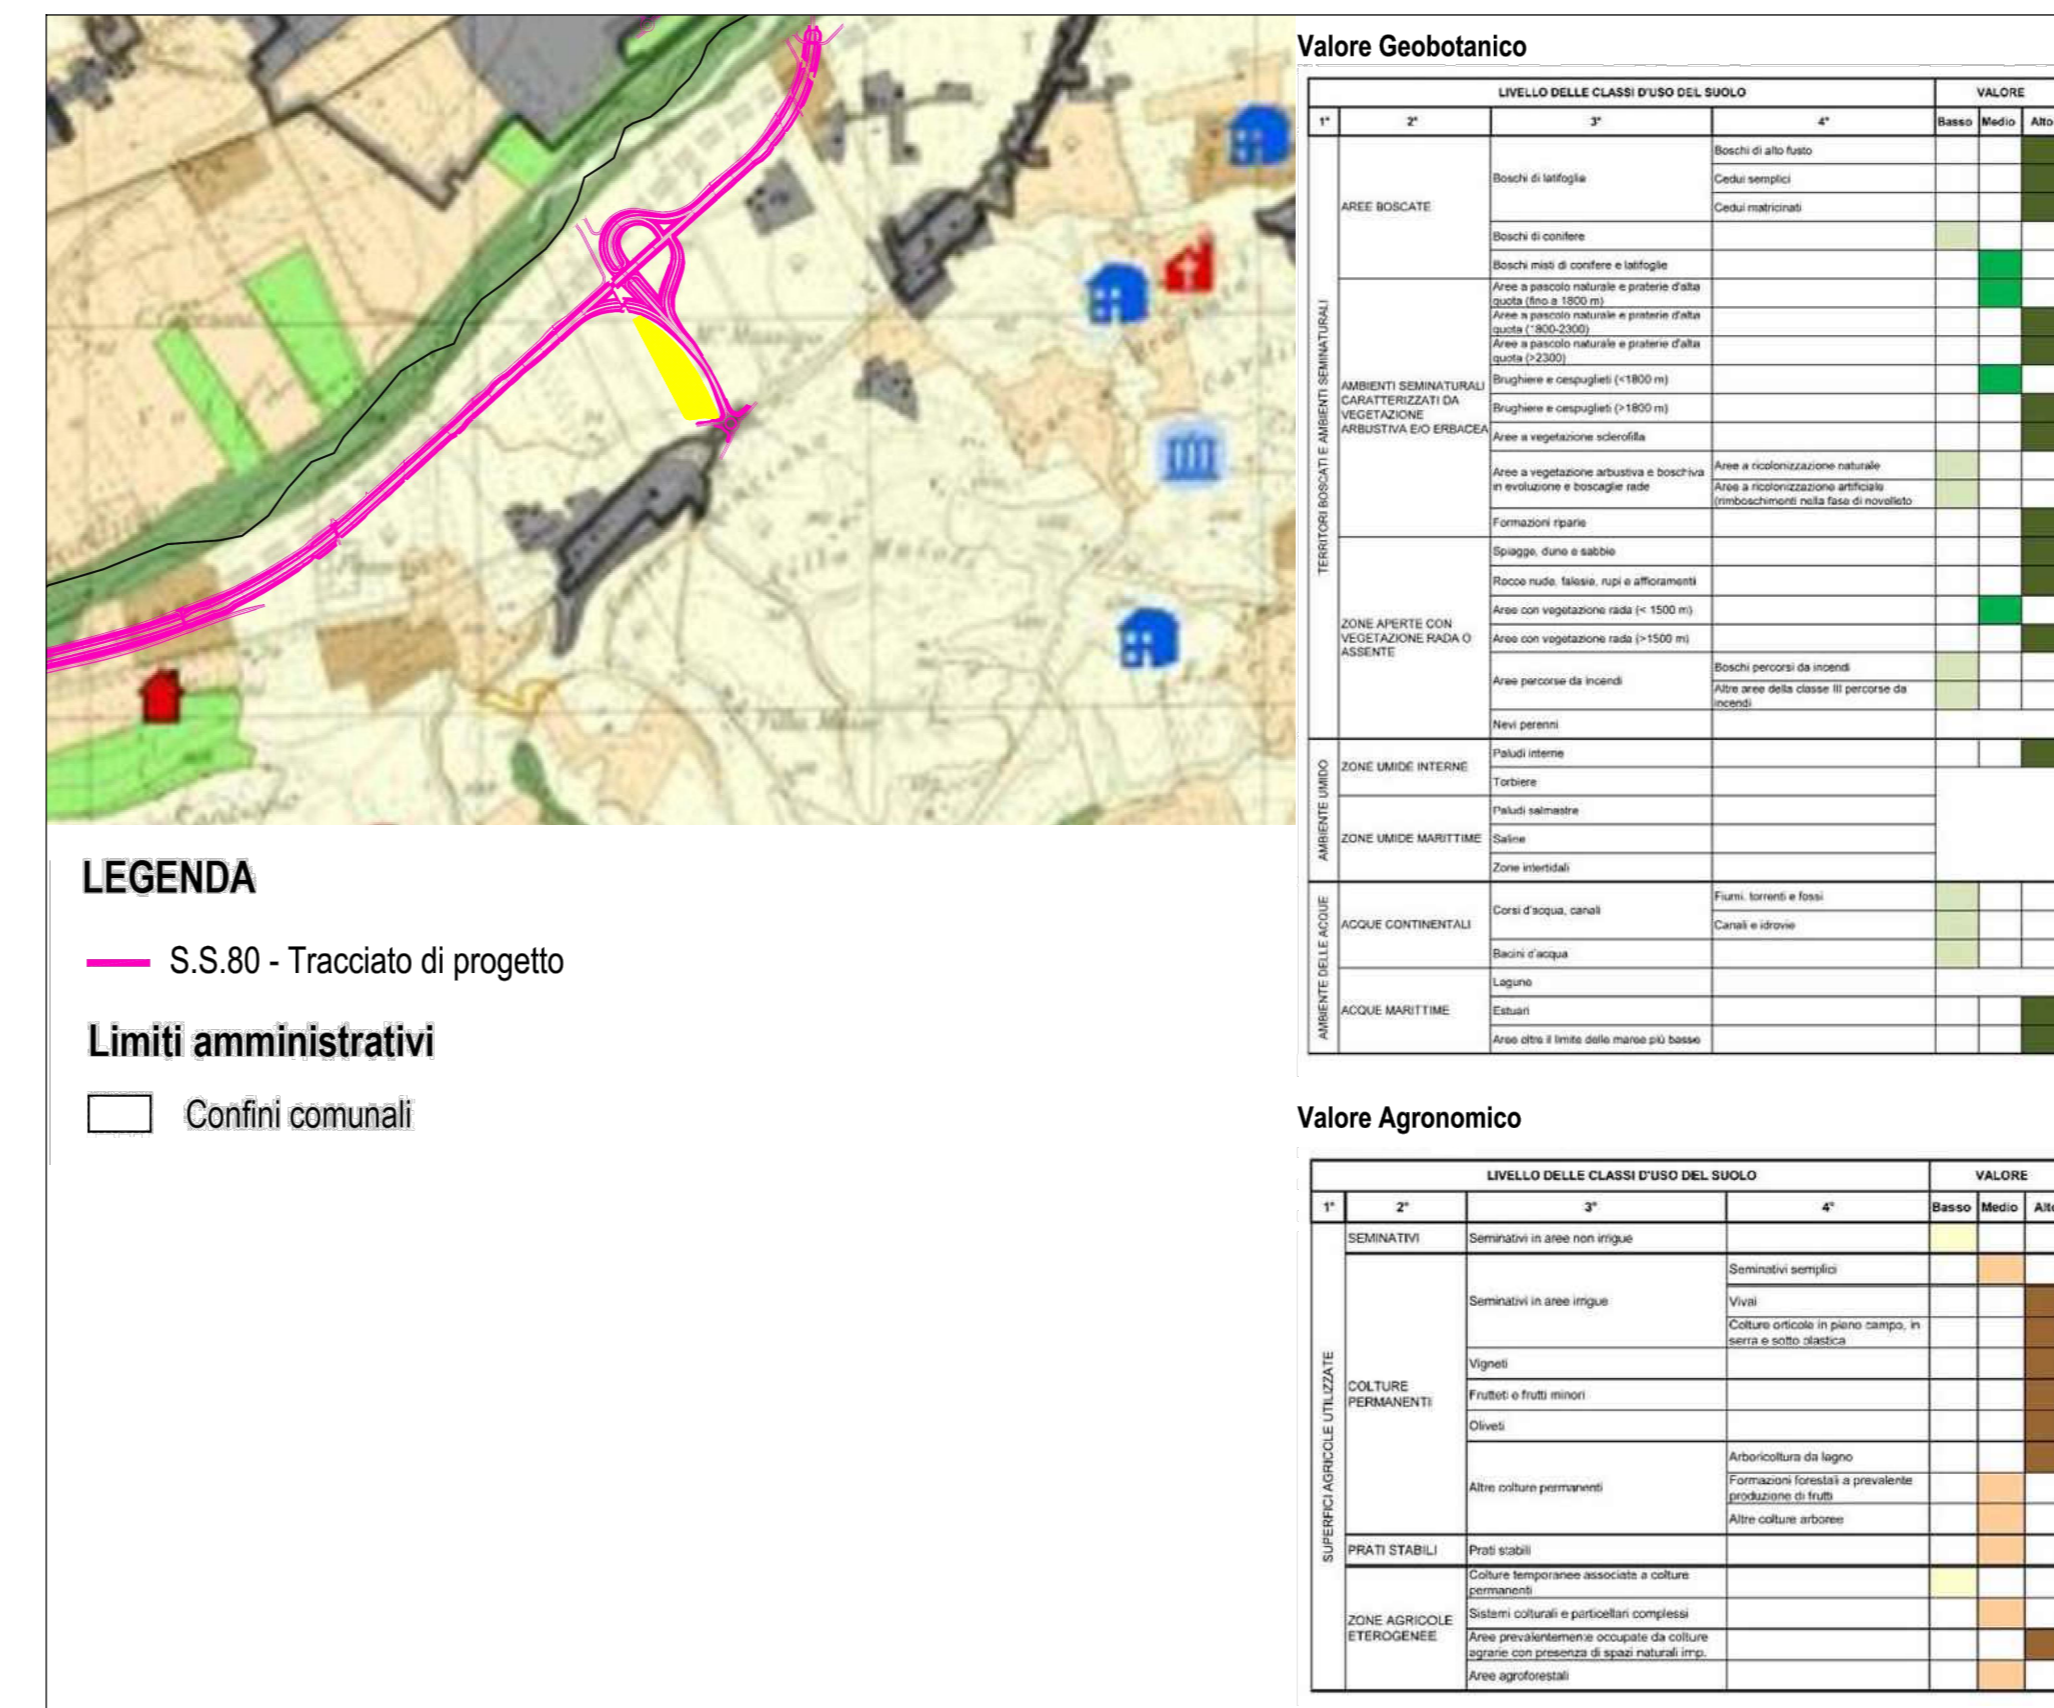 Valore Geobotanico
LIVELLO DELLE CLASSI D'USO DEL SUOLO
VALORE
1° 2° 3° 4° Basso Medio Alto
TERRITORI BOSCATI E AMBIENTI SEMINATURALI
AREE BOSCATE
Boschi di latifoglie
Boschi di alto fusto
Cedui semplici
Cedui matricinati
Boschi di conifere
Boschi misti di conifere e latifoglie
AMBIENTI SEMINATURALI
CARATTERIZZATI DA
VEGETAZIONE
ARBUSTIVA E/O ERBACEA
Aree a pascolo naturale e praterie d'alta
quota (fino a 1800 m)
Aree a pascolo naturale e praterie d'alta
quota (1800-2300)
Aree a pascolo naturale e praterie d'alta
quota (>2300)
Brughiere e cespuglieti (<1800 m)
Brughiere e cespuglieti (>1800 m)
Aree a vegetazione sclerofilla
Aree a vegetazione arbustiva e boschiva
in evoluzione e boscaglie rade
Aree a ricolonizzazione naturale
Aree a ricolonizzazione artificiale
(rimboschimenti nella fase di novelleto
Formazioni riparie
ZONE APERTE CON
VEGETAZIONE RADA O
ASSENTE
Spiagge, dune e sabbie
Rocce nude, falesie, rupi e affioramenti
Aree con vegetazione rada (< 1500 m)
Aree con vegetazione rada (>1500 m)
Aree percorse da incendi
Boschi percorsi da incendi
Altre aree della classe III percorse da
incendi
Nevi perenni
AMBIENTE UMIDO
ZONE UMIDE INTERNE
Paludi interne
Torbiere
ZONE UMIDE MARITTIME
Paludi salmastre
Saline
Zone intertidali
AMBIENTE DELLE ACQUE
ACQUE CONTINENTALI
Corsi d'acqua, canali
Fiumi, torrenti e fossi
Canali e idrovie
Bacini d'acqua
ACQUE MARITTIME
Lagune
Estuari
Aree oltre il limite delle maree più basse
LEGENDA
S.S.80 - Tracciato di progetto
Limiti amministrativi
Confini comunali
Valore Agronomico
LIVELLO DELLE CLASSI D'USO DEL SUOLO
VALORE
1° 2° 3° 4° Basso Medio Alto
SUPERFICI AGRICOLE UTILIZZATE
SEMINATIVI
Seminativi in aree non irrigue
COLTURE
PERMANENTI
Seminativi in aree irrigue
Seminativi semplici
Vivai
Colture orticole in pieno campo, in
serra e sotto plastica
Vigneti
Frutteti e frutti minori
Oliveti
Altre colture permanenti
Arboricoltura da legno
Formazioni forestali a prevalente
produzione di frutti
Altre colture arboree
PRATI STABILI
Prati stabili
ZONE AGRICOLE
ETEROGENEE
Colture temporanee associate a colture
permanenti
Sistemi colturali e particellari complessi
Aree prevalentemente occupate da colture
agrarie con presenza di spazi naturali imp.
Aree agroforestali